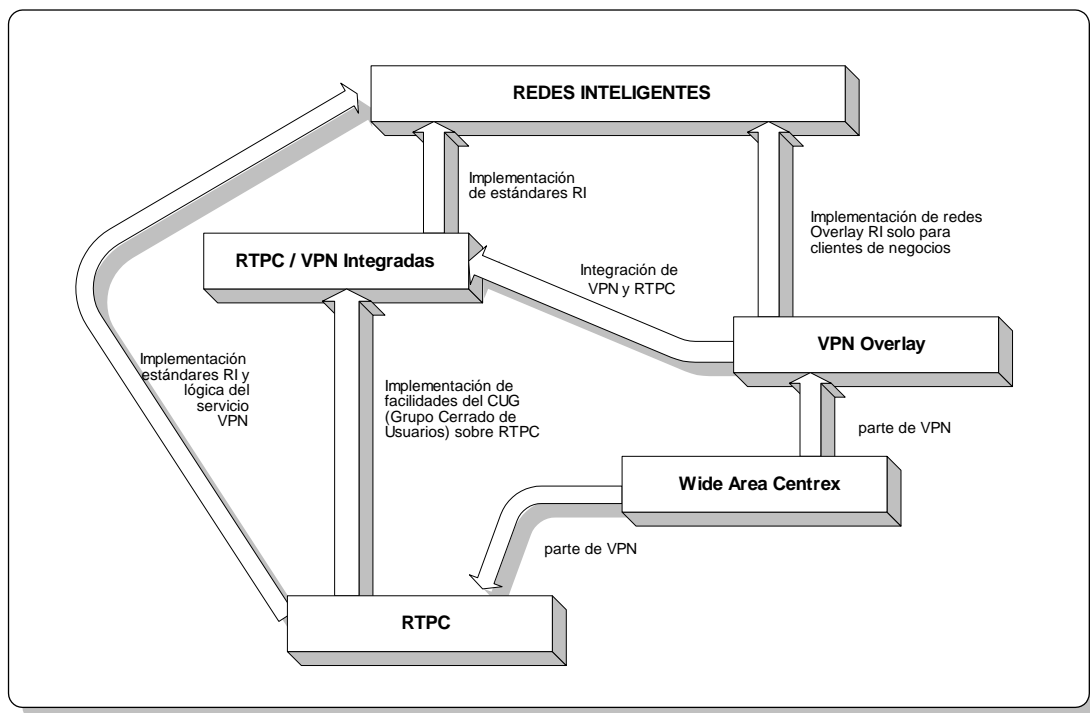 REDES INTELIGENTES
Implementación
de estándares RI
Implementación de redes
Overlay RI solo para
clientes de negocios
RTPC / VPN Integradas
Integración de
VPN y RTPC
VPN Overlay
Implementación
estándares RI y
lógica del
servicio
VPN
Implementación de
facilidades del CUG
(Grupo Cerrado de
Usuarios) sobre RTPC
parte de VPN
Wide Area Centrex
parte de VPN
RTPC